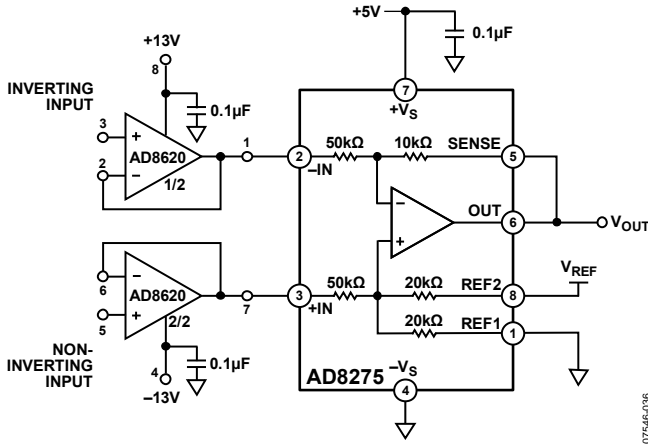 +5V
0.1µF
+13V
8
7
+VS
INVERTING
INPUT
0.1µF
3
+
AD8620
2
–
1/2
1
2
–IN
50kΩ
10kΩ
SENSE
5
–
+
OUT
6
VOUT
VREF
6
–
AD8620
5
+
2/2
7
3
+IN
50kΩ
20kΩ
REF2
8
20kΩ
REF1
1
NON-
INVERTING
INPUT
4
0.1µF
–13V
AD8275
–VS
4
07546-036